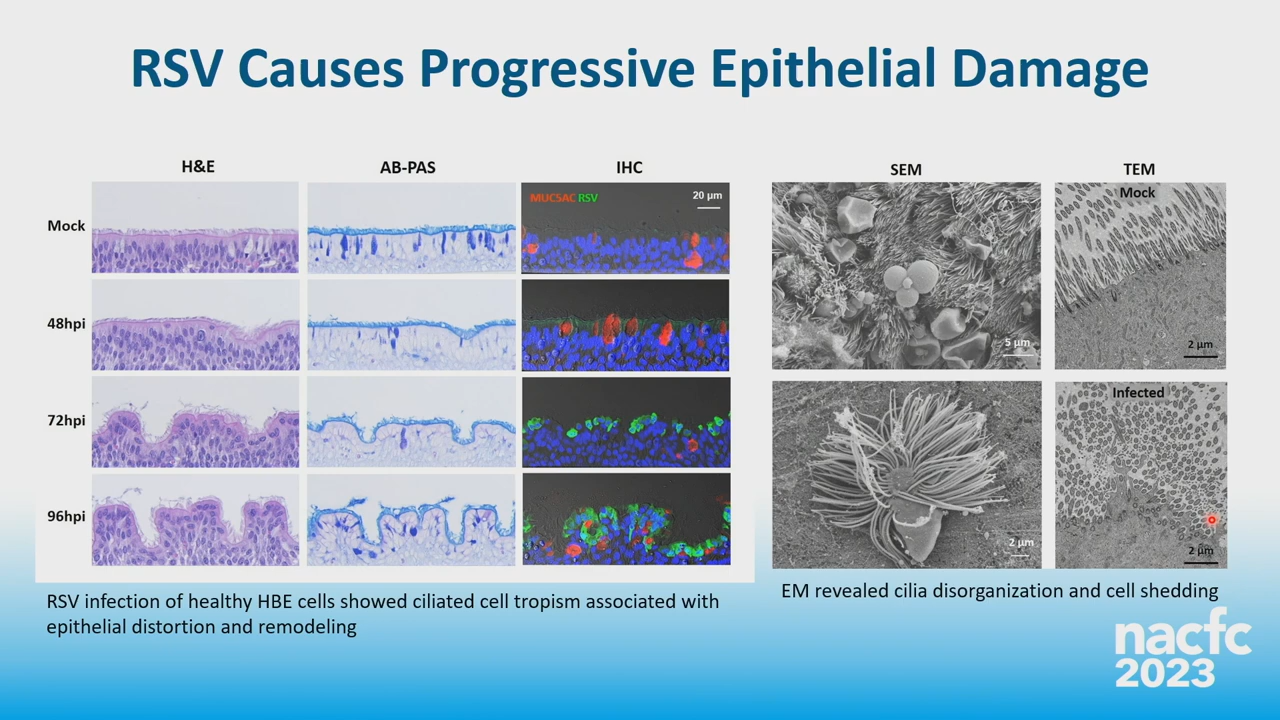 RSV Causes Progressive Epithelial Damage
H&E
AB-PAS
IHC
SEM
TEM
Mock
MUC5AC RSV
20 µm
5 µm
Mock
2 µm
48hpi
72hpi
96hpi
2 µm
Infected
2 µm
RSV infection of healthy HBE cells showed ciliated cell tropism associated with
epithelial distortion and remodeling
EM revealed cilia disorganization and cell shedding
nacfc
2023